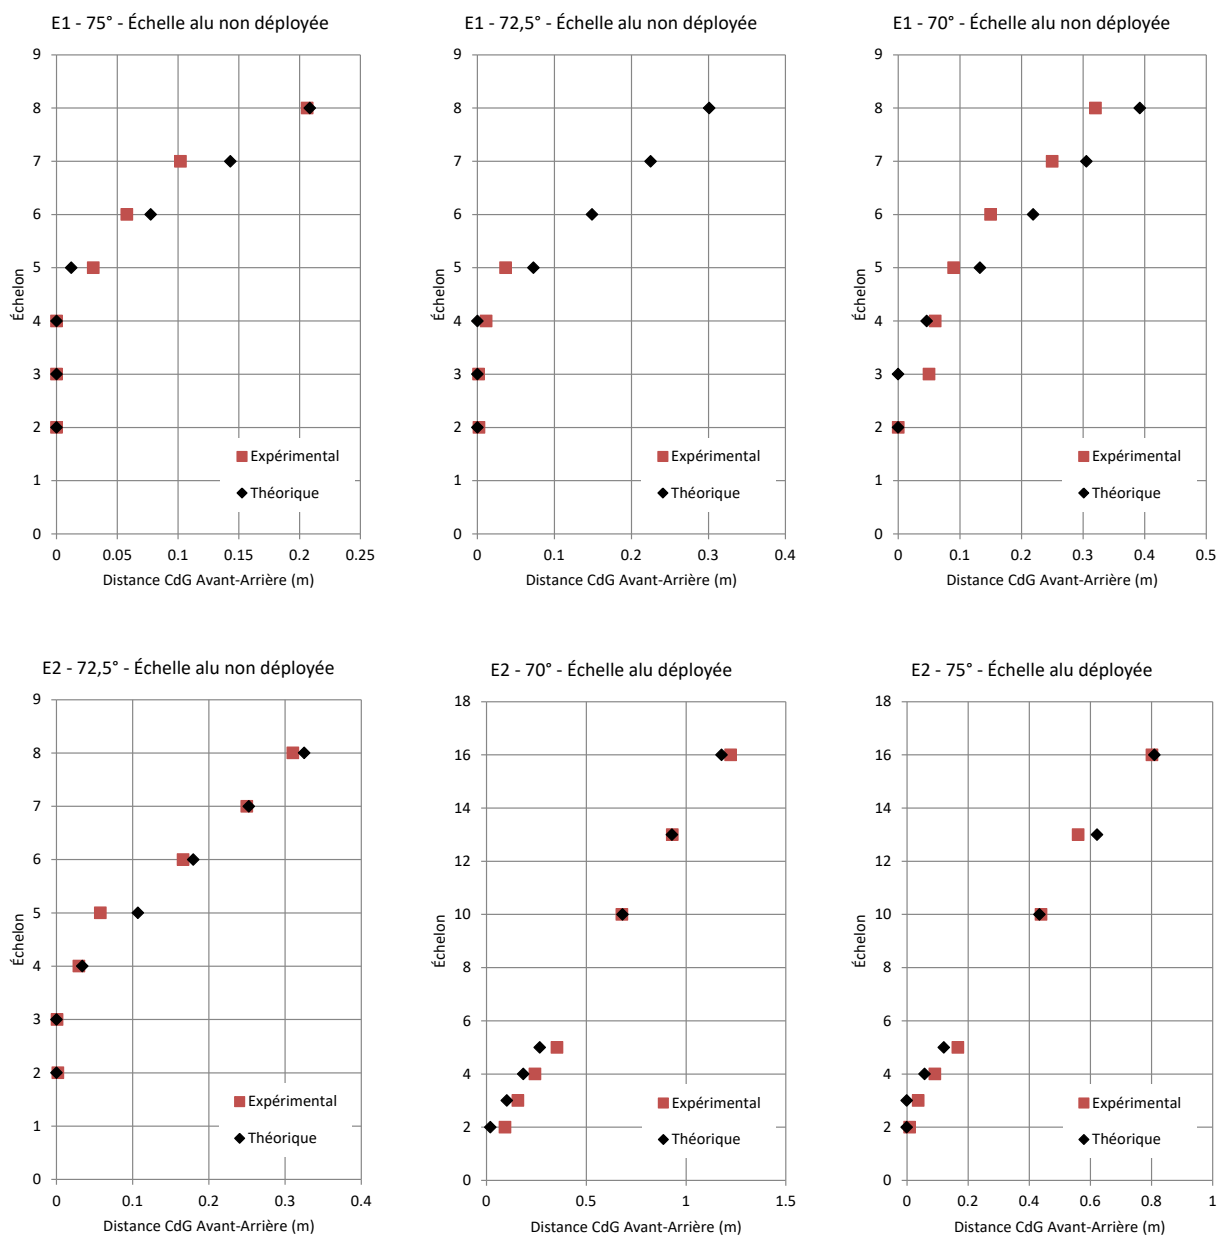 E1 - 75° - Échelle alu non déployée
9
8
7
6
5
4
3
2
1
0
Échelon
Expérimental
Théorique
0 0.05 0.1 0.15 0.2 0.25
Distance CdG Avant-Arrière (m)
E1 - 72,5° - Échelle alu non déployée
9
8
7
6
5
4
3
2
1
0
Échelon
Expérimental
Théorique
0 0.1 0.2 0.3 0.4
Distance CdG Avant-Arrière (m)
E1 - 70° - Échelle alu non déployée
9
8
7
6
5
4
3
2
1
0
Échelon
Expérimental
Théorique
0 0.1 0.2 0.3 0.4 0.5
Distance CdG Avant-Arrière (m)
E2 - 72,5° - Échelle alu non déployée
9
8
7
6
5
4
3
2
1
0
Échelon
Expérimental
Théorique
0 0.1 0.2 0.3 0.4
Distance CdG Avant-Arrière (m)
E2 - 70° - Échelle alu déployée
18
16
14
12
10
8
6
4
2
0
Échelon
Expérimental
Théorique
0 0.5 1 1.5
Distance CdG Avant-Arrière (m)
E2 - 75° - Échelle alu déployée
18
16
14
12
10
8
6
4
2
0
Échelon
Expérimental
Théorique
0 0.2 0.4 0.6 0.8 1
Distance CdG Avant-Arrière (m)